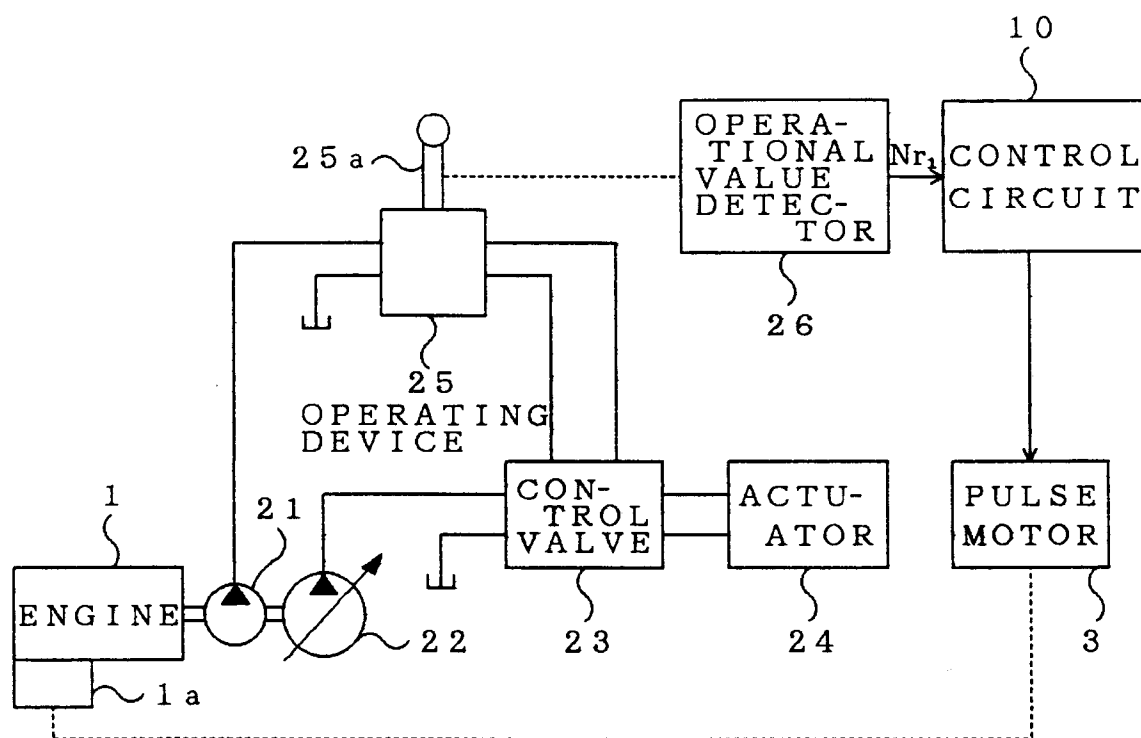 10
25a
OPERA-
TIONAL
VALUE
DETEC-
TOR
Nr₁
CONTROL
CIRCUIT
26
25
OPERATING
DEVICE
21
1
CON-
TROL
VALVE
ACTU-
ATOR
PULSE
MOTOR
ENGINE
22
23
24
3
1a